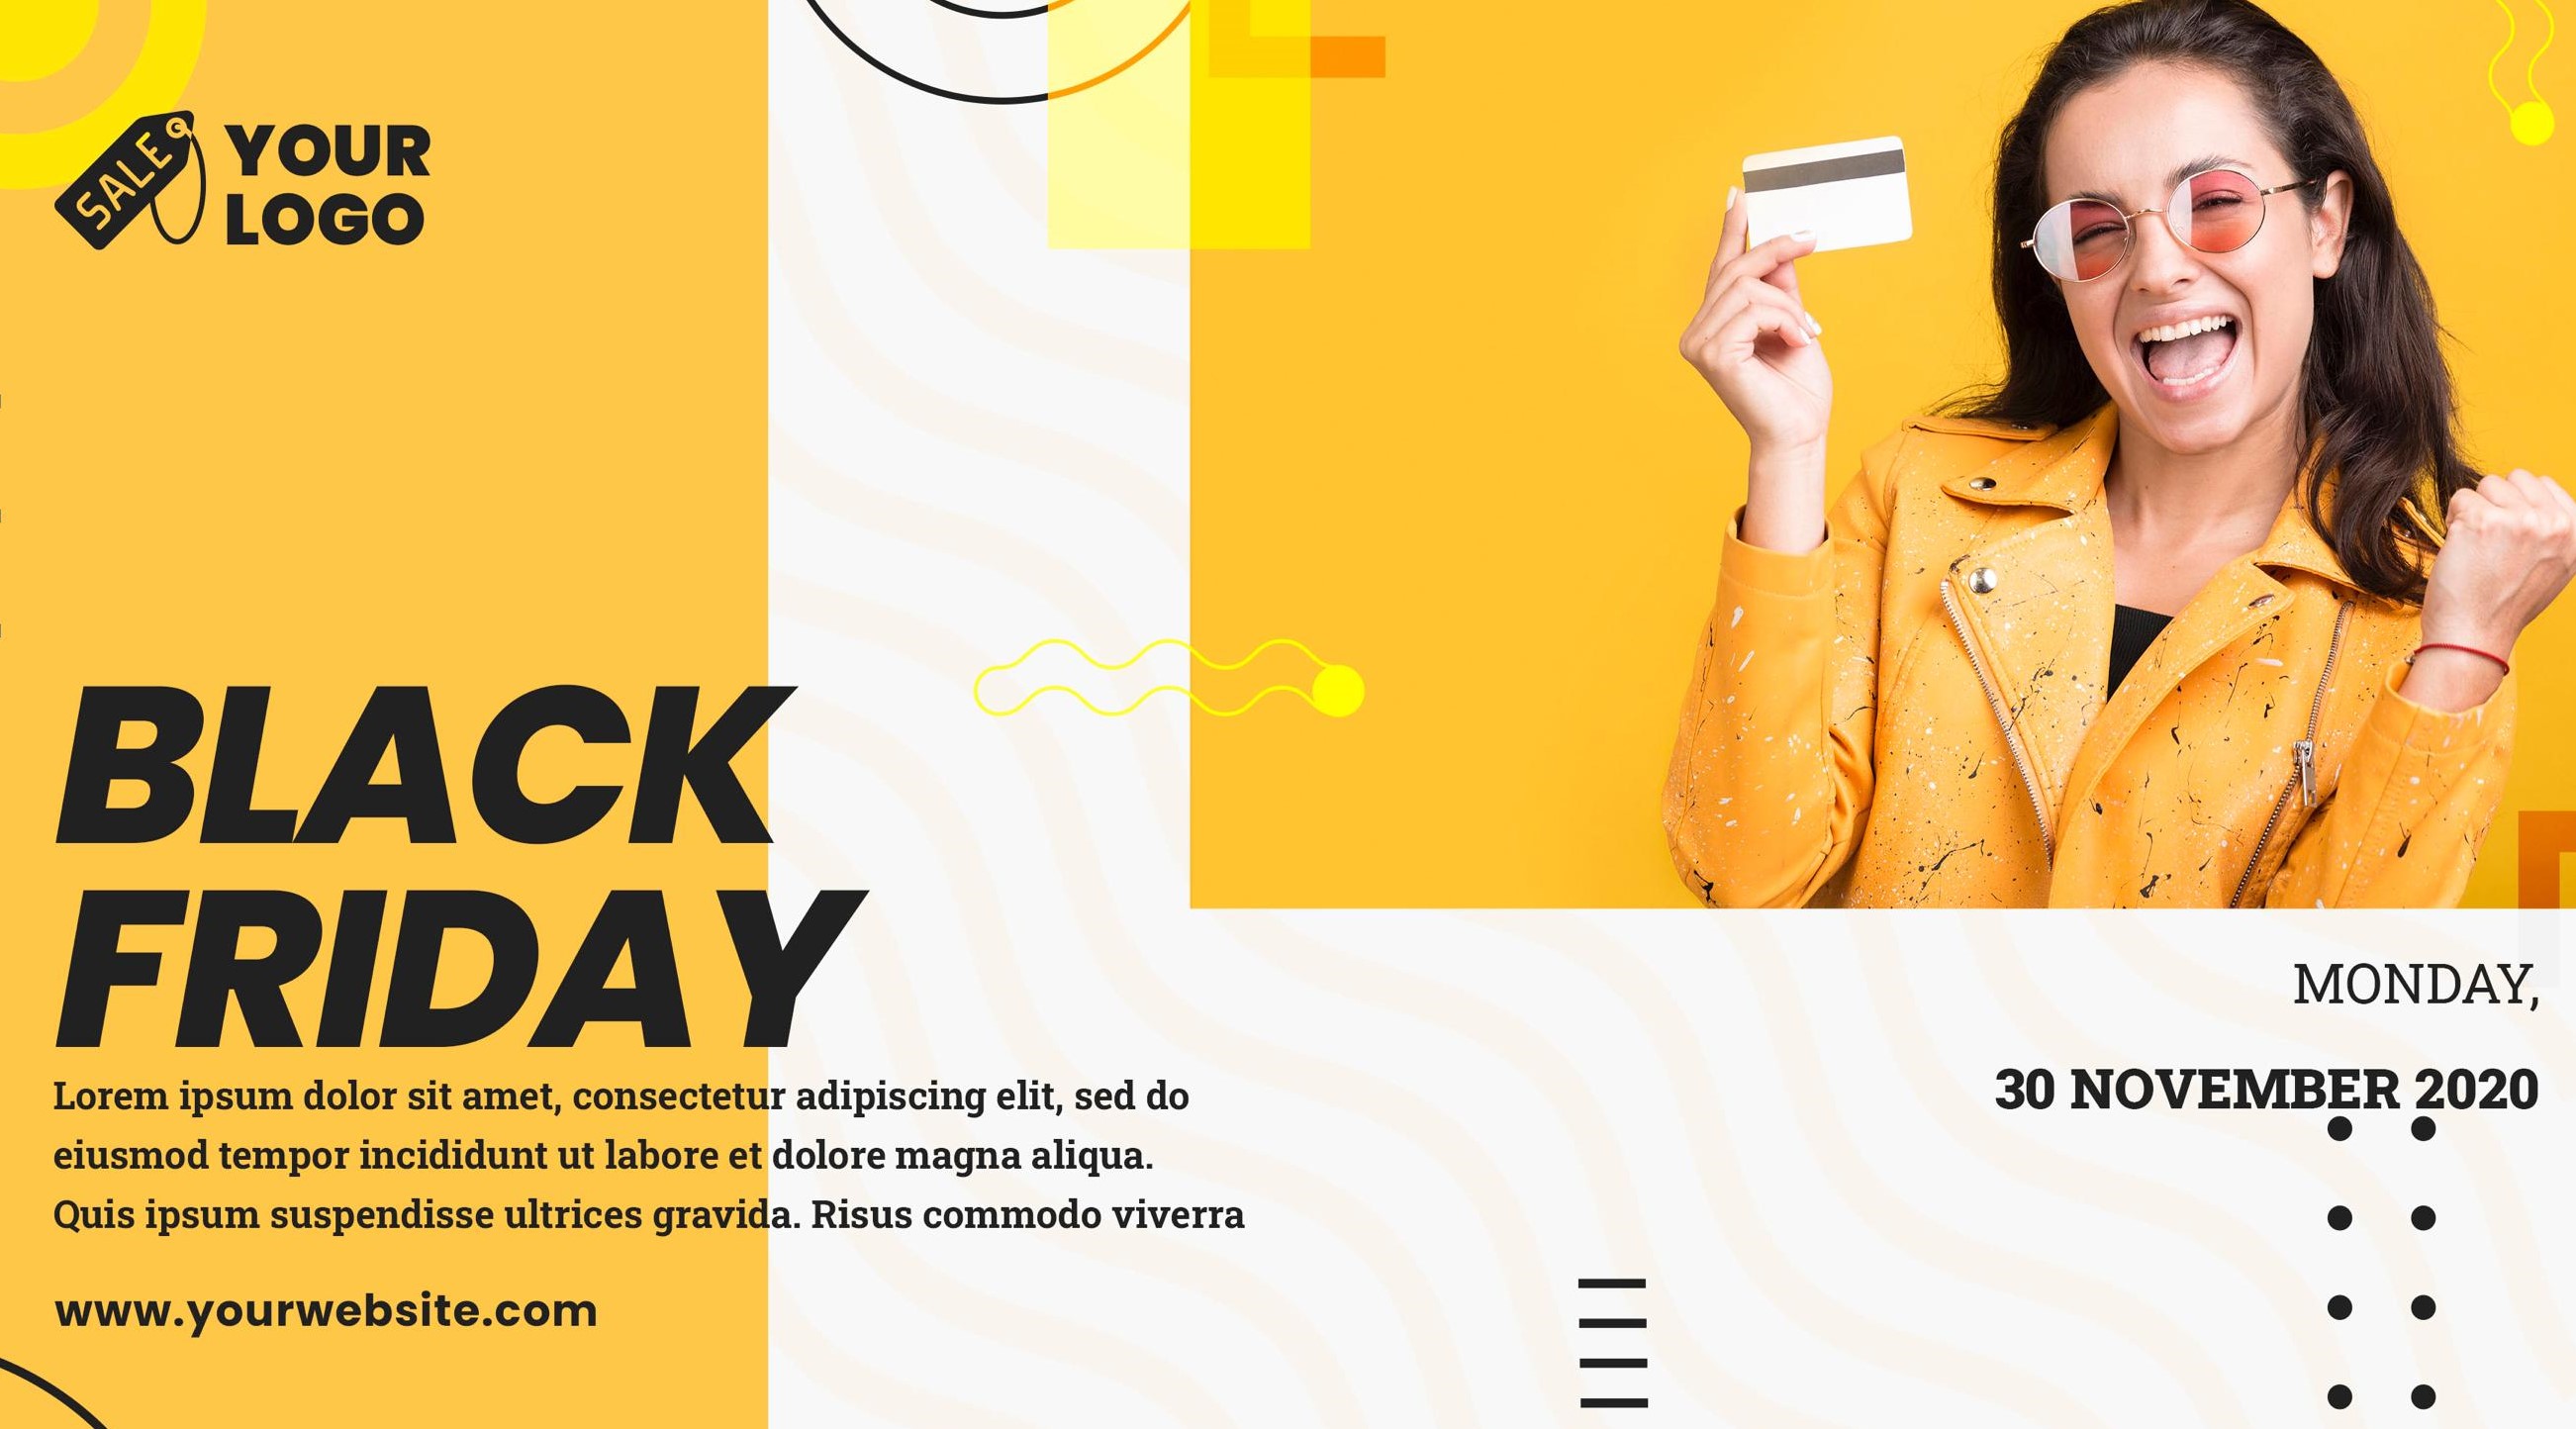 SALE
YOUR
LOGO
BLACK
FRIDAY
Lorem ipsum dolor sit amet, consectetur adipiscing elit, sed do
eiusmod tempor incididunt ut labore et dolore magna aliqua.
Quis ipsum suspendisse ultrices gravida. Risus commodo viverra
www.yourwebsite.com
MONDAY,
30 NOVEMBER 2020